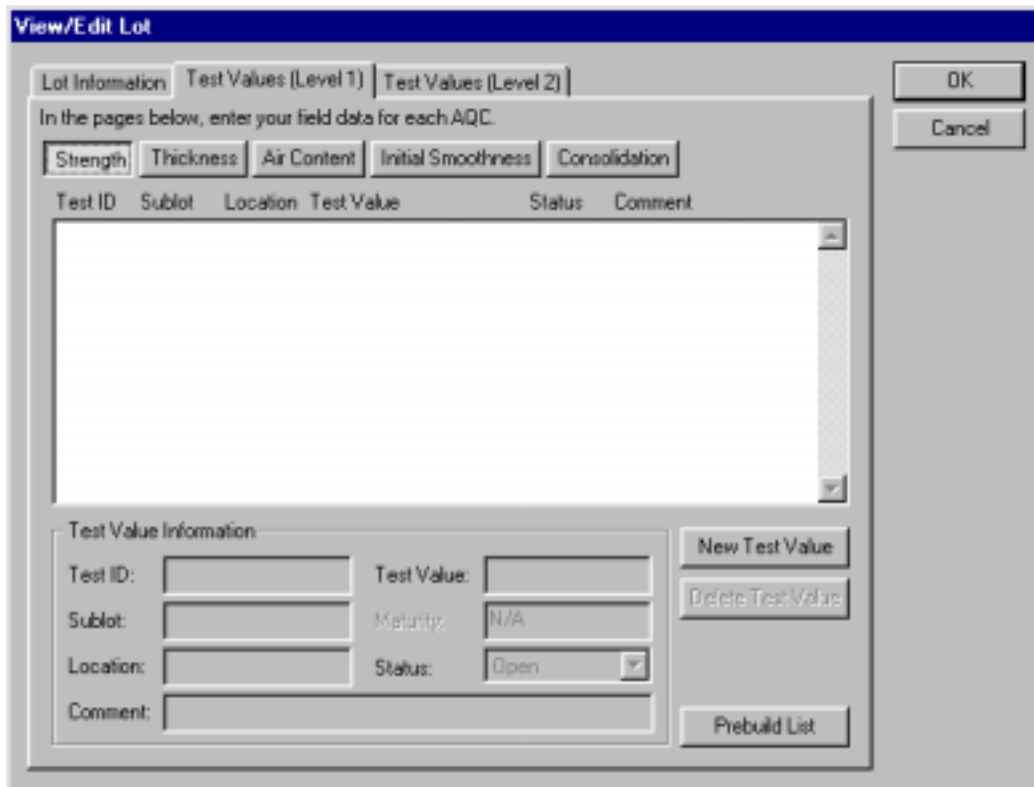 View/Edit Lot
Lot Information Test Values (Level 1) Test Values (Level 2)
OK
In the pages below, enter your field data for each AQC.
Cancel
Strength Thickness Air Content Initial Smoothness Consolidation
Test ID Sublot Location Test Value Status Comment
Test Value Information
New Test Value
Test ID: Test Value:
Delete Test Value
Sublot: Maturity: N/A
Location: Status: Open
Comment:
Prebuild List